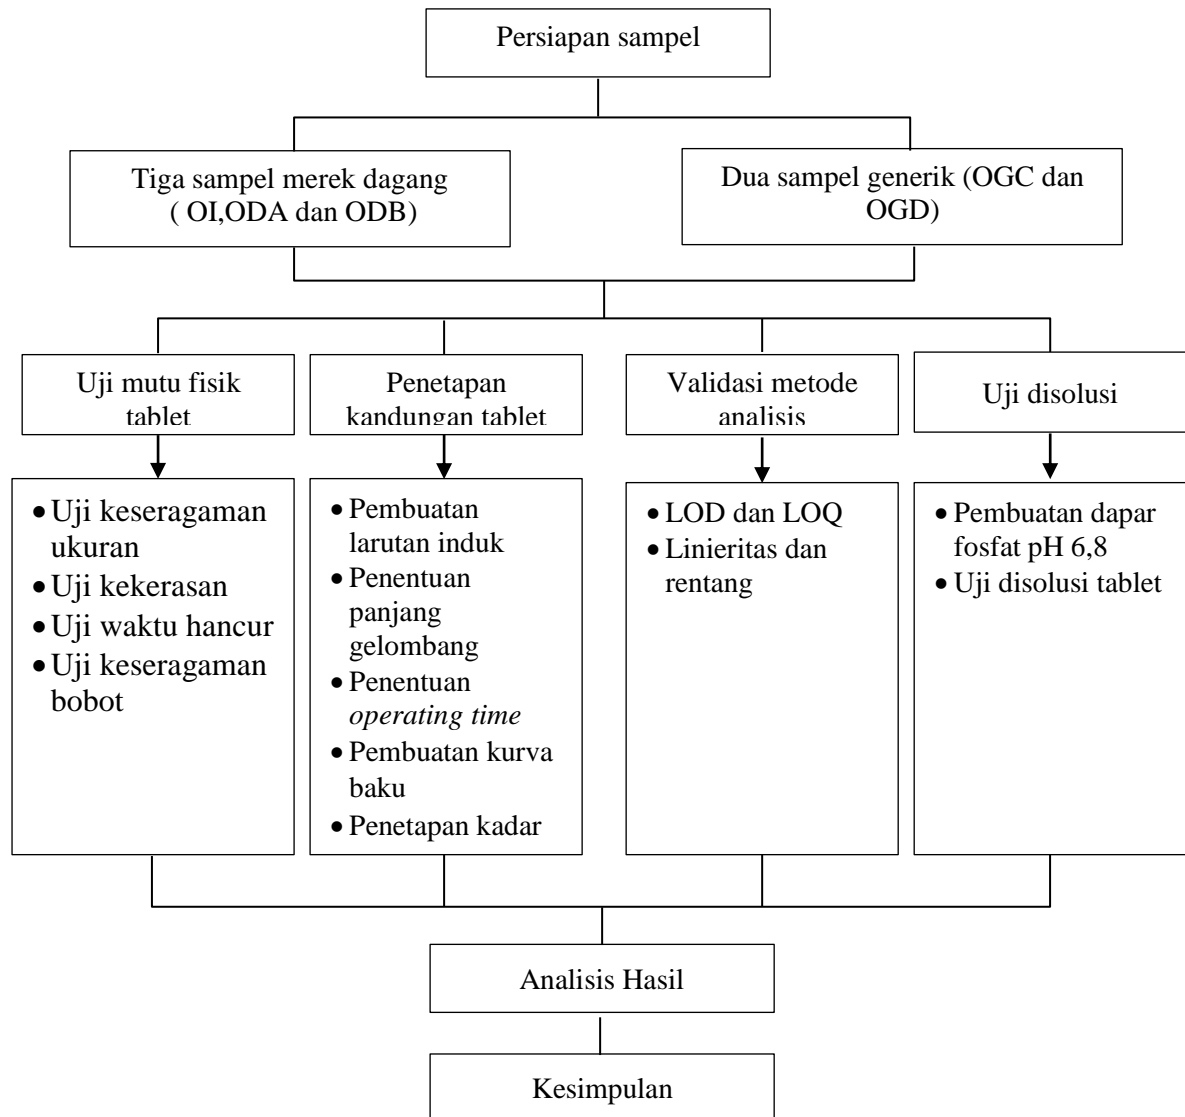 Persiapan sampel
Tiga sampel merek dagang
( OI,ODA dan ODB)
Dua sampel generik (OGC dan
OGD)
Uji mutu fisik
tablet
Penetapan
kandungan tablet
Validasi metode
analisis
Uji disolusi
• Uji keseragaman
ukuran
• Uji kekerasan
• Uji waktu hancur
• Uji keseragaman
bobot
• Pembuatan
larutan induk
• Penentuan
panjang
gelombang
• Penentuan
operating time
• Pembuatan kurva
baku
• Penetapan kadar
• LOD dan LOQ
• Linieritas dan
rentang
• Pembuatan dapar
fosfat pH 6,8
• Uji disolusi tablet
Analisis Hasil
Kesimpulan